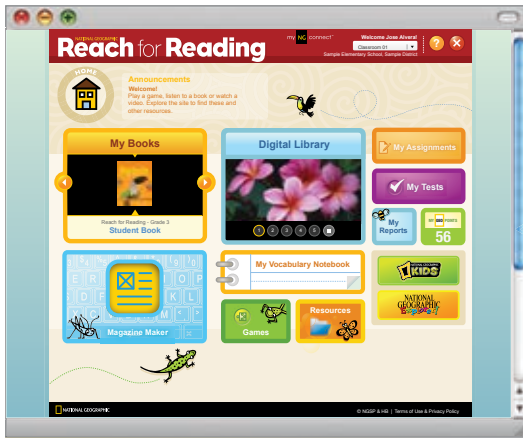 NATIONAL GEOGRAPHIC
Reach for Reading
my NG connect
Welcome Jose Alvera!
Classroom 01
Sample Elementary School, Sample District
?
HOME
Announcements
Welcome!
Play a game, listen to a book or watch a
video. Explore the site to find these and
other resources.
My Books
Reach for Reading - Grade 3
Student Book
Digital Library
1 2 3 4 5
My Assignments
My Tests
My
Reports
POINTS
56
Magazine Maker
My Vocabulary Notebook
Games
Resources
NATIONAL GEOGRAPHIC
KIDS
NATIONAL
GEOGRAPHIC
Explorer!
NATIONAL GEOGRAPHIC
© NGSP & HB | Terms of Use & Privacy Policy